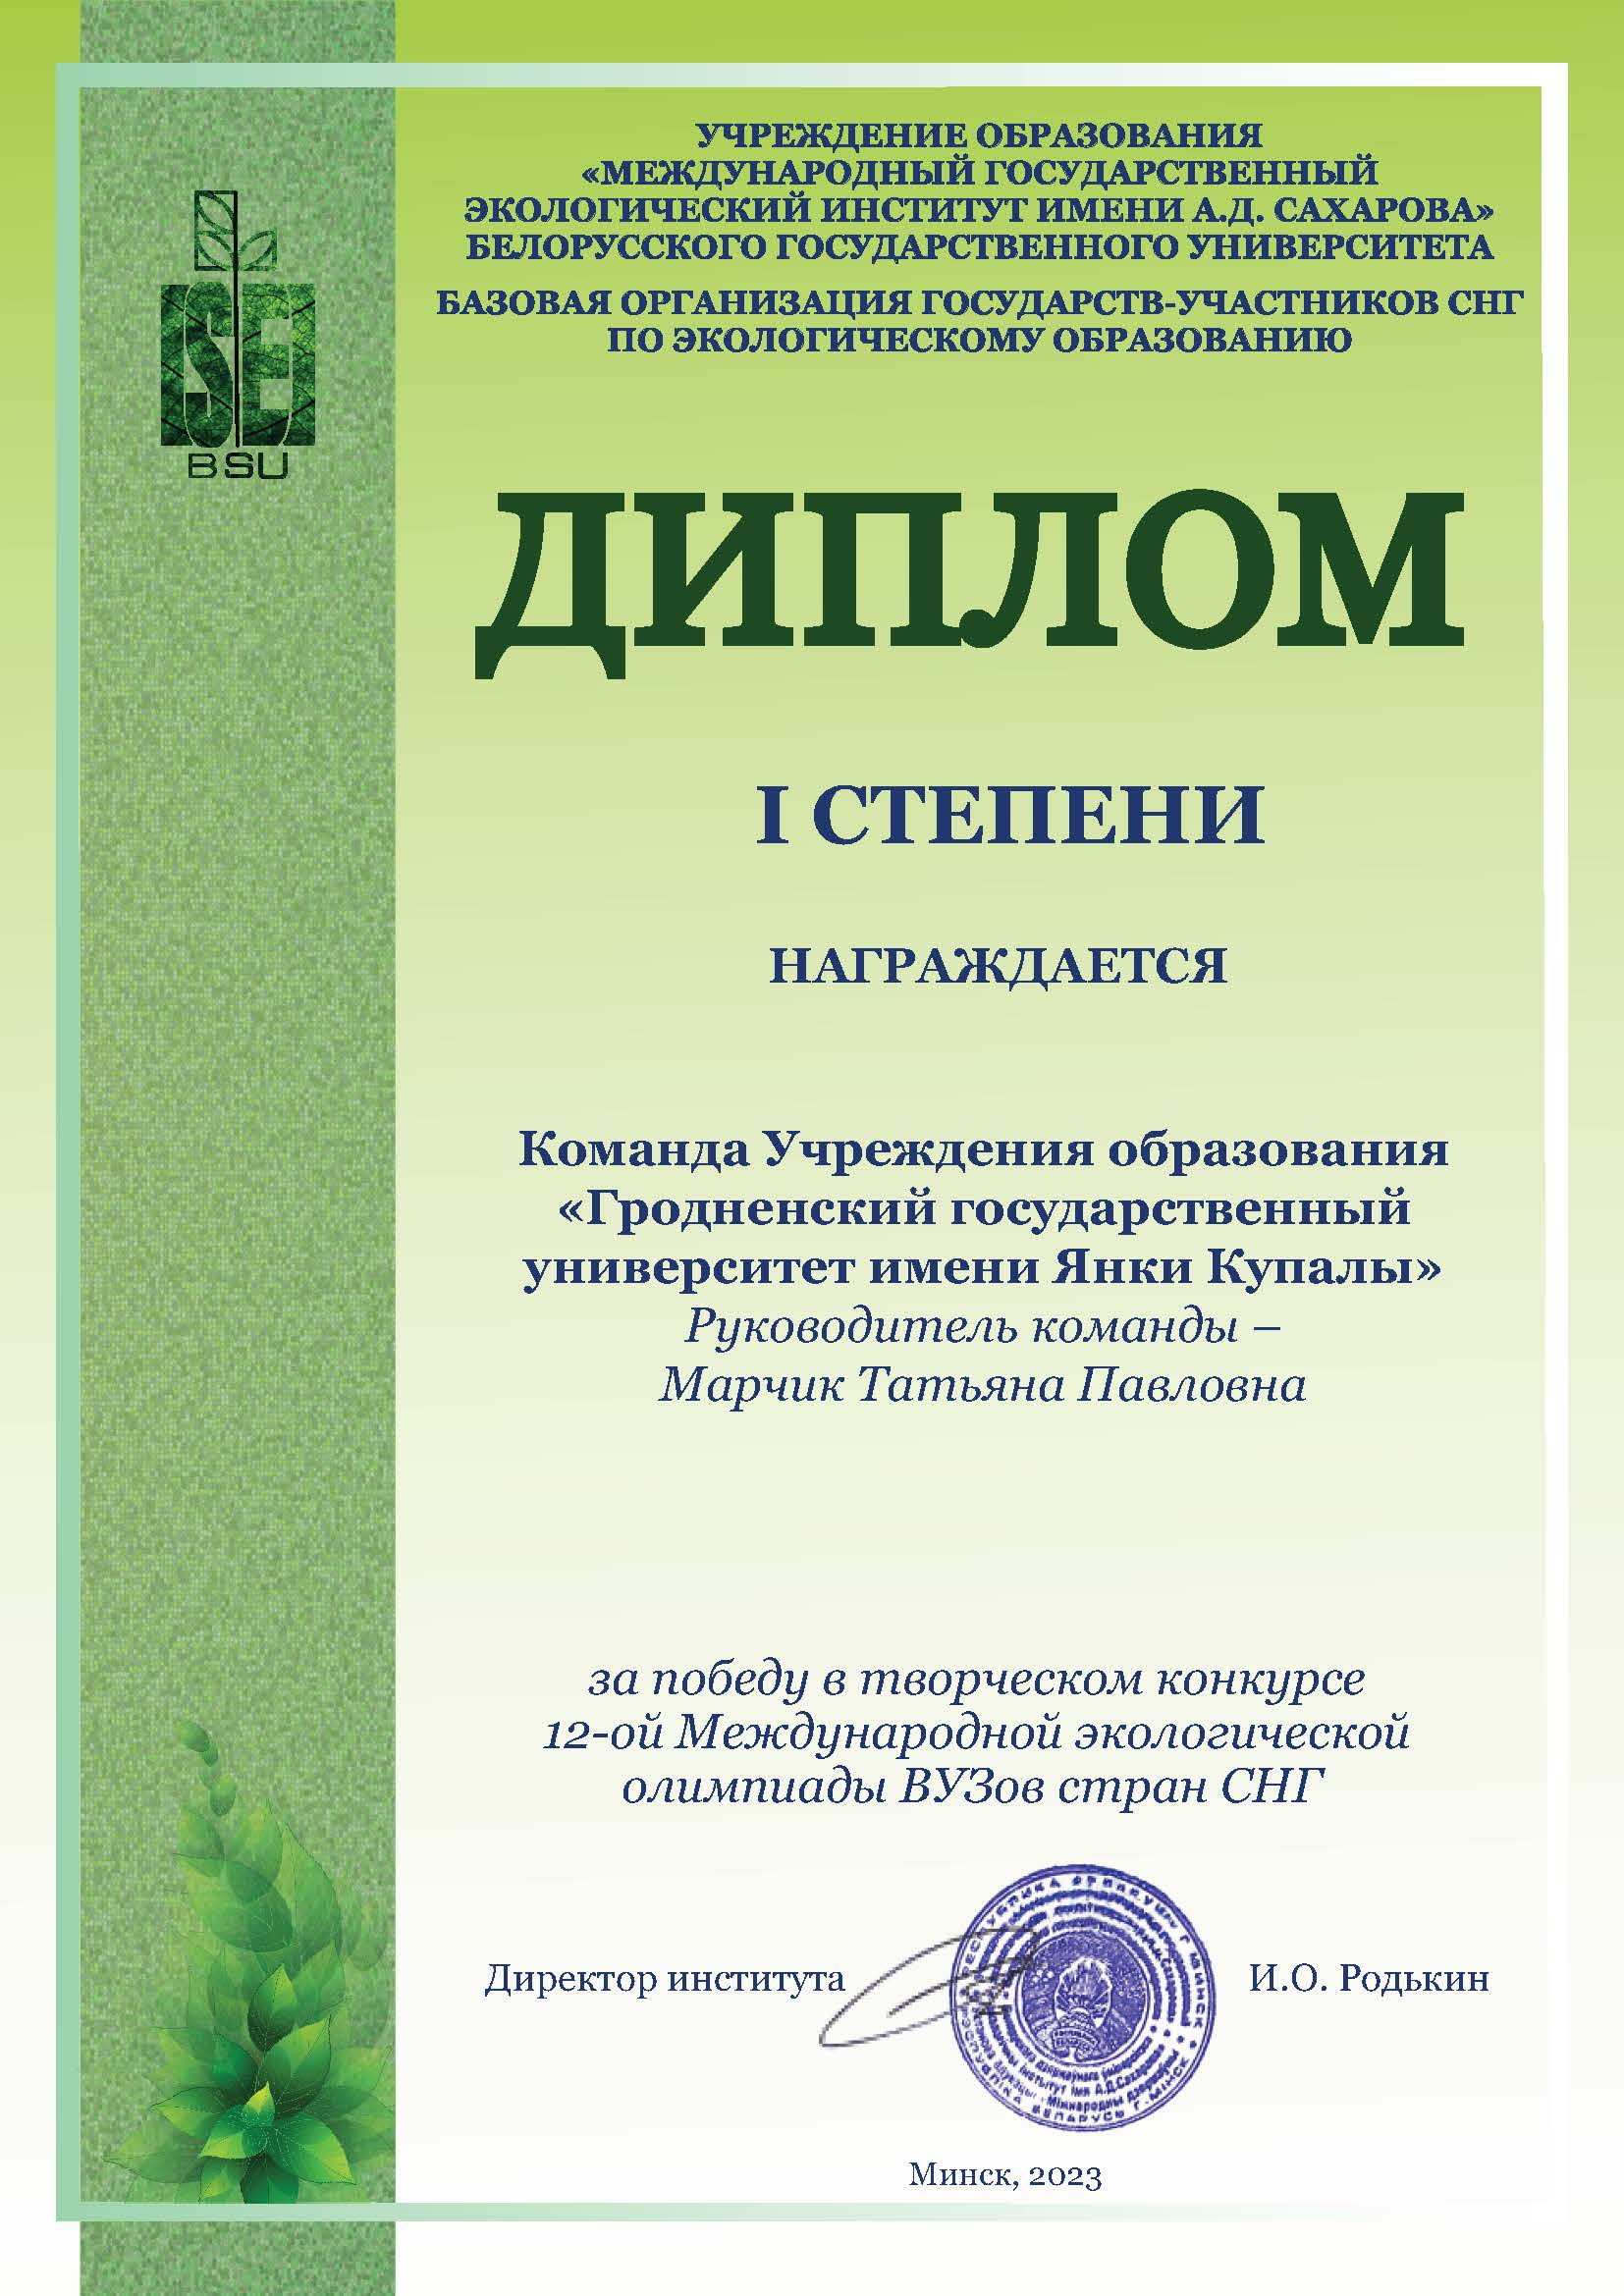 УЧРЕЖДЕНИЕ ОБРАЗОВАНИЯ
«МЕЖДУНАРОДНЫЙ ГОСУДАРСТВЕННЫЙ
ЭКОЛОГИЧЕСКИЙ ИНСТИТУТ ИМЕНИ А.Д. САХАРОВА»
БЕЛОРУССКОГО ГОСУДАРСТВЕННОГО УНИВЕРСИТЕТА
БАЗОВАЯ ОРГАНИЗАЦИЯ ГОСУДАРСТВ-УЧАСТНИКОВ СНГ
ПО ЭКОЛОГИЧЕСКОМУ ОБРАЗОВАНИЮ
ISEI
BSU
ДИПЛОМ
I СТЕПЕНИ
НАГРАЖДАЕТСЯ
Команда Учреждения образования
«Гродненский государственный
университет имени Янки Купалы»
Руководитель команды –
Марчик Татьяна Павловна
за победу в творческом конкурсе
12-ой Международной экологической
олимпиады ВУЗов стран СНГ
Директор института
И.О. Родькин
Минск, 2023